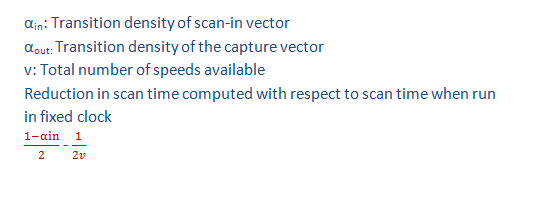 αin: Transition density of scan-in vector
αout: Transition density of the capture vector
v: Total number of speeds available
Reduction in scan time computed with respect to scan time when run
in fixed clock
(1−αin)/2 - 1/(2v)